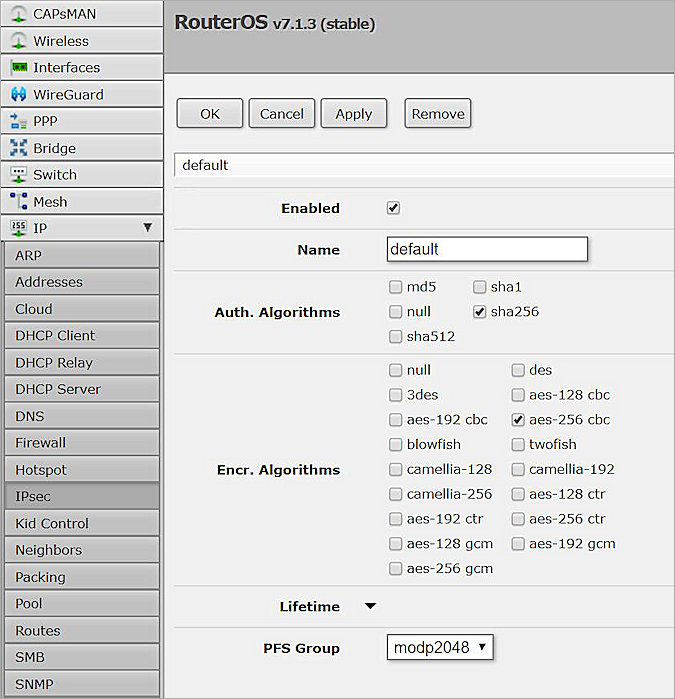 CAPsMAN
Wireless
Interfaces
WireGuard
PPP
Bridge
Switch
Mesh
IP
ARP
Addresses
Cloud
DHCP Client
DHCP Relay
DHCP Server
DNS
Firewall
Hotspot
IPsec
Kid Control
Neighbors
Packing
Pool
Routes
SMB
SNMP
RouterOS v7.1.3 (stable)
OK Cancel Apply Remove
default
Enabled
Name default
Auth. Algorithms
md5 sha1
null sha256
sha512
Encr. Algorithms
null des
3des aes-128 cbc
aes-192 cbc aes-256 cbc
blowfish twofish
camellia-128 camellia-192
camellia-256 aes-128 ctr
aes-192 ctr aes-256 ctr
aes-128 gcm aes-192 gcm
aes-256 gcm
Lifetime
PFS Group modp2048